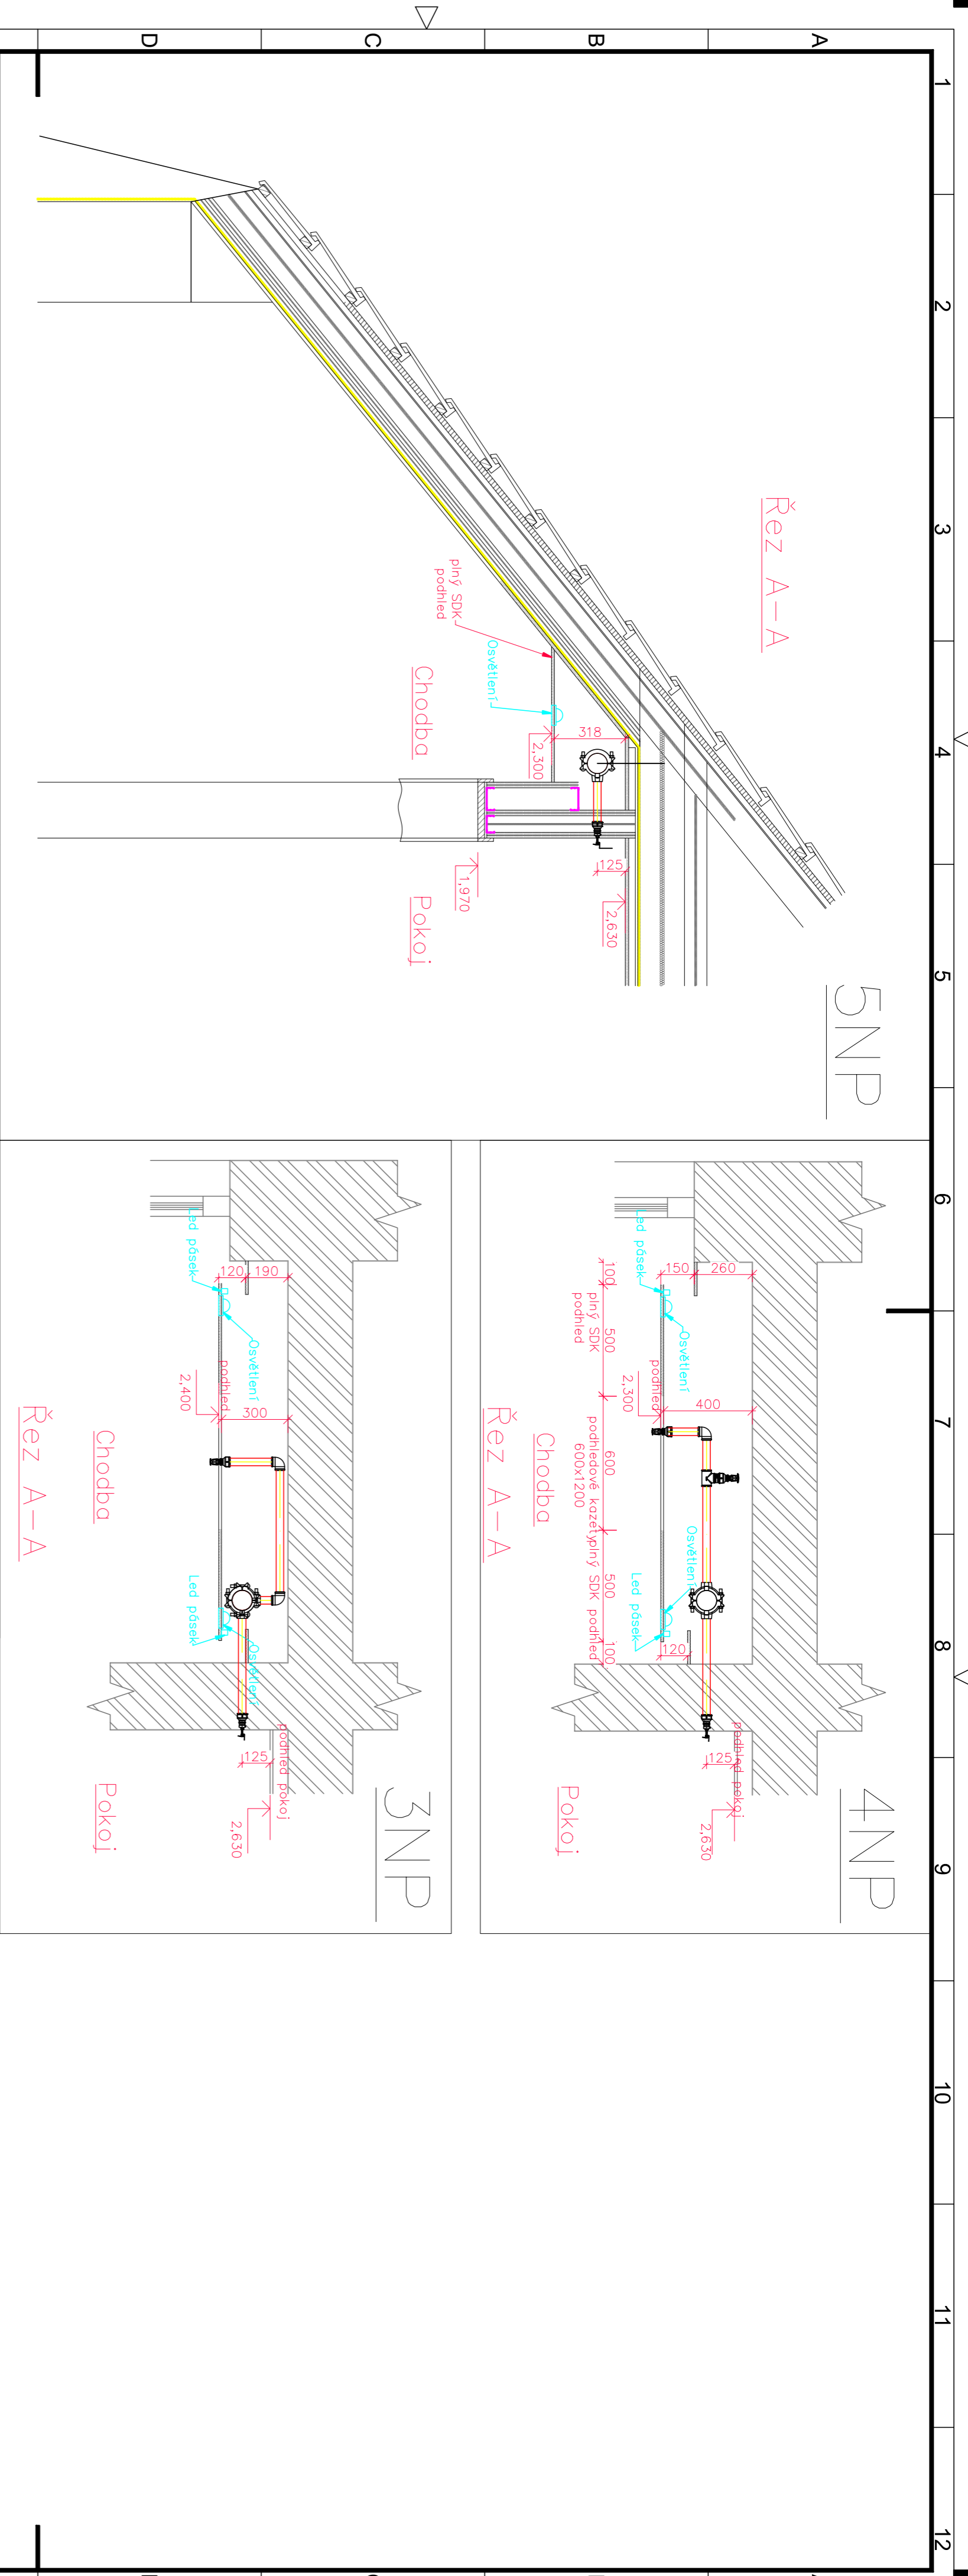 1
2
3
4
5
6
7
8
9
10
11
12
A
B
C
D
5NP
Řez A-A
plný SDK
podhled
Osvětlení
Chodba
318
2,300
125
2,630
1,970
Pokoj
4NP
Led pásek
Osvětlení
150
260
100
500
600
500
100
plný SDK
podhled
podhledové kazety
600x1200
plný SDK podhled
podhled
2,300
400
Osvětlení
Led pásek
120
Chodba
Řez A-A
podhled pokoj
125
2,630
Pokoj
3NP
Led pásek
Osvětlení
120
190
podhled
2,400
300
Led pásek
Osvětlení
Chodba
Řez A-A
podhled pokoj
125
2,630
Pokoj